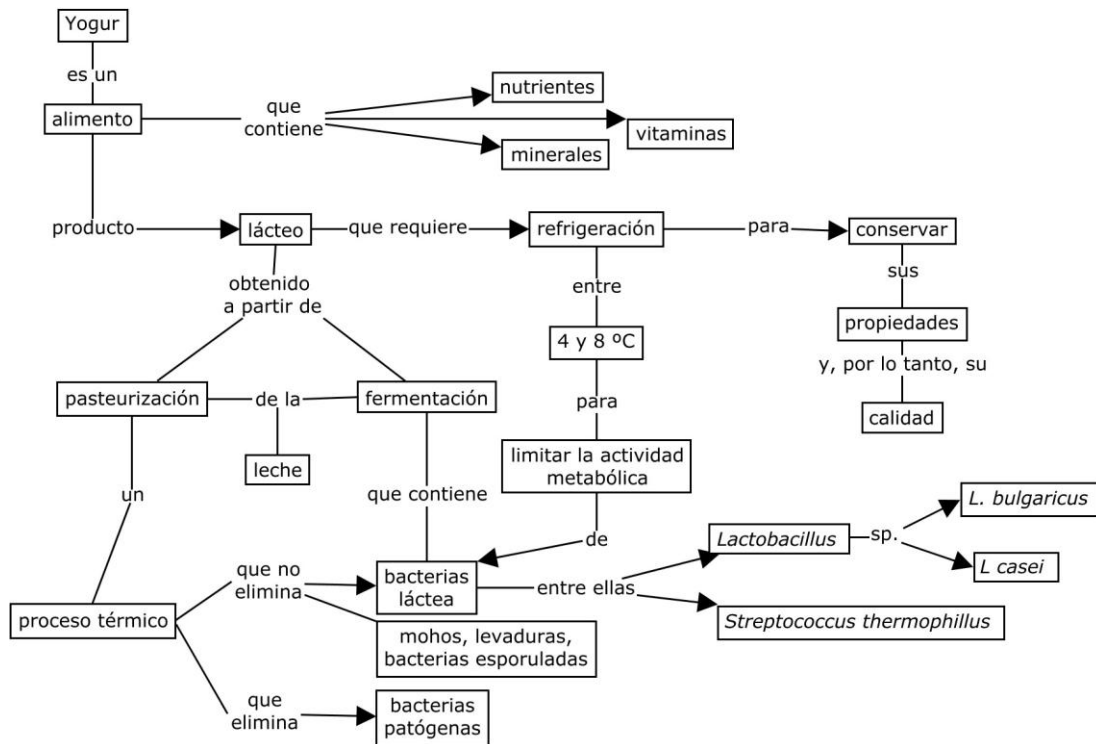 Yogur
es un
alimento
que
contiene
nutrientes
vitaminas
minerales
producto
lácteo
que requiere
refrigeración
para
conservar
sus
propiedades
y, por lo tanto, su
calidad
obtenido
a partir de
entre
4 y 8 ºC
para
limitar la actividad
metabólica
de
pasteurización
de la
fermentación
leche
un
que contiene
proceso térmico
que no
elimina
bacterias
láctea
mohos, levaduras,
bacterias esporuladas
que
elimina
bacterias
patógenas
entre ellas
Lactobacillus
sp.
L. bulgaricus
L casei
Streptococcus thermophillus